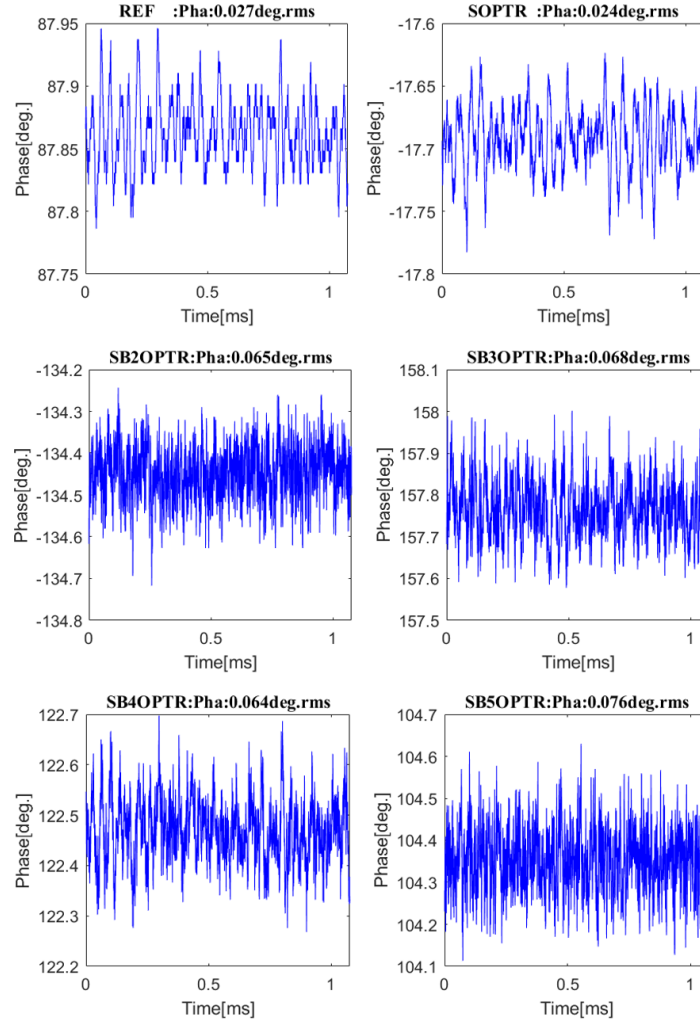 REF :Pha:0.027deg.rms
87.95
87.9
87.85
87.8
87.75
Phase[deg.]
0 0.5 1
Time[ms]
SOPTR :Pha:0.024deg.rms
-17.6
-17.65
-17.7
-17.75
-17.8
Phase[deg.]
0 0.5 1
Time[ms]
SB2OPTR:Pha:0.065deg.rms
-134.2
-134.3
-134.4
-134.5
-134.6
-134.7
-134.8
Phase[deg.]
0 0.5 1
Time[ms]
SB3OPTR:Pha:0.068deg.rms
158.1
158
157.9
157.8
157.7
157.6
157.5
Phase[deg.]
0 0.5 1
Time[ms]
SB4OPTR:Pha:0.064deg.rms
122.7
122.6
122.5
122.4
122.3
122.2
Phase[deg.]
0 0.5 1
Time[ms]
SB5OPTR:Pha:0.076deg.rms
104.7
104.6
104.5
104.4
104.3
104.2
104.1
Phase[deg.]
0 0.5 1
Time[ms]